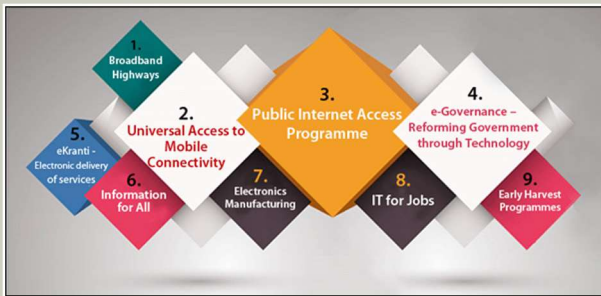 1.
Broadband
Highways
2.
Universal Access to
Mobile
Connectivity
3.
Public Internet Access
Programme
4.
e-Governance –
Reforming Government
through Technology
5.
eKranti -
Electronic delivery
of services
6.
Information
for All
7.
Electronics
Manufacturing
8.
IT for Jobs
9.
Early Harvest
Programmes